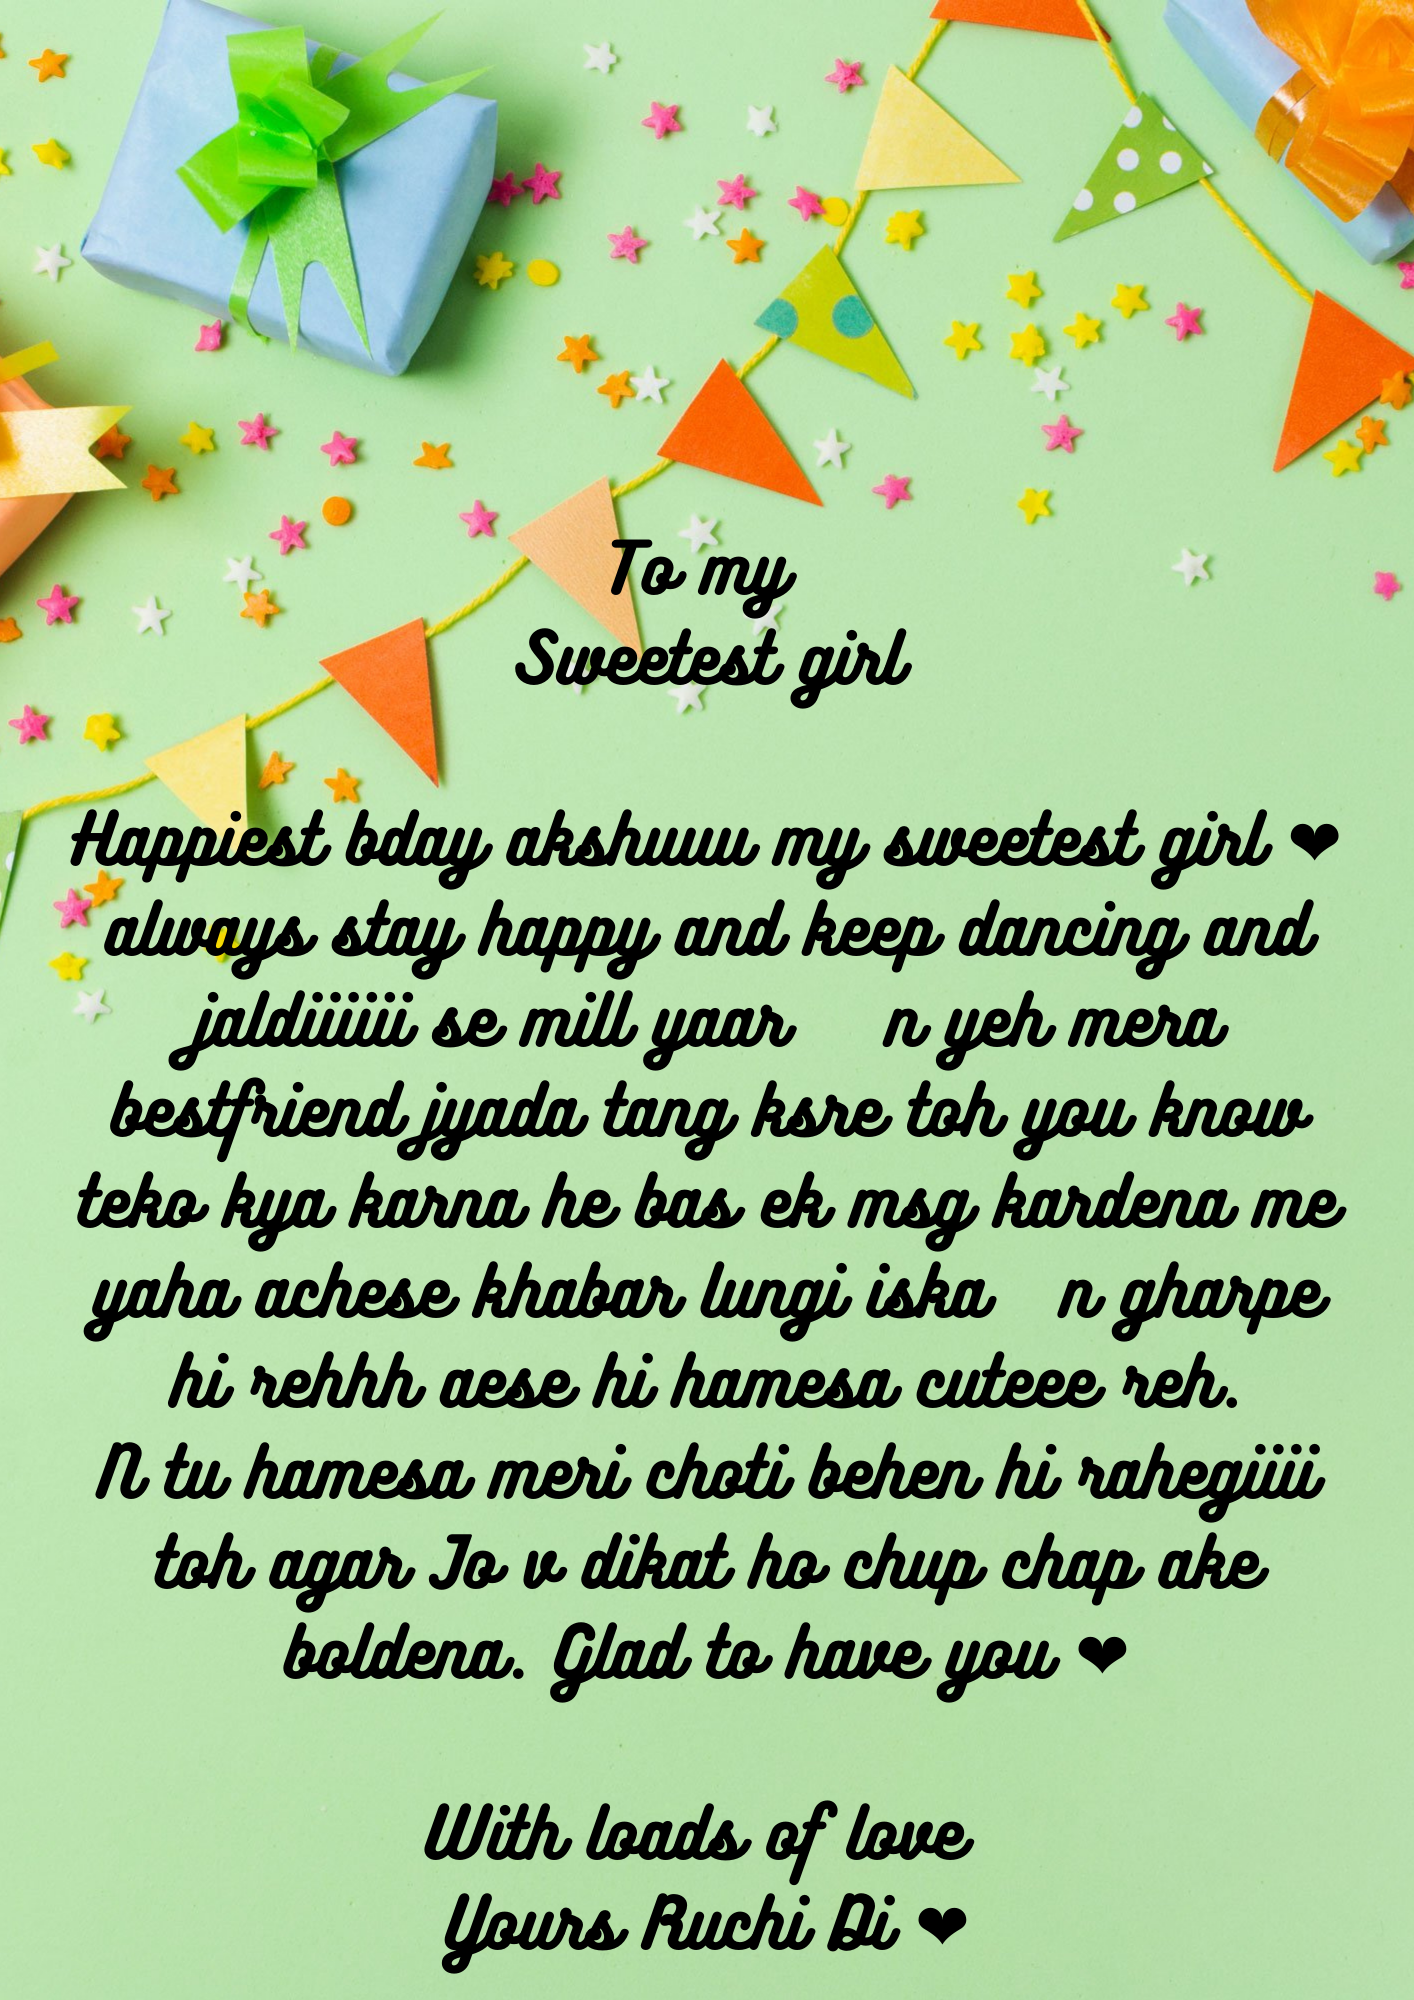 To my
Sweetest girl
Happiest bday akshuuu my sweetest girl ❤
always stay happy and keep dancing and
jaldiiiiii se mill yaar n yeh mera
bestfriend jyada tang ksre toh you know
teko kya karna he bas ek msg kardena me
yaha achese khabar lungi iska n gharpe
hi rehhh aese hi hamesa cuteee reh.
N tu hamesa meri choti behen hi rahegiiii
toh agar Jo v dikat ho chup chap ake
boldena. Glad to have you ❤
With loads of love
Yours Ruchi Di ❤